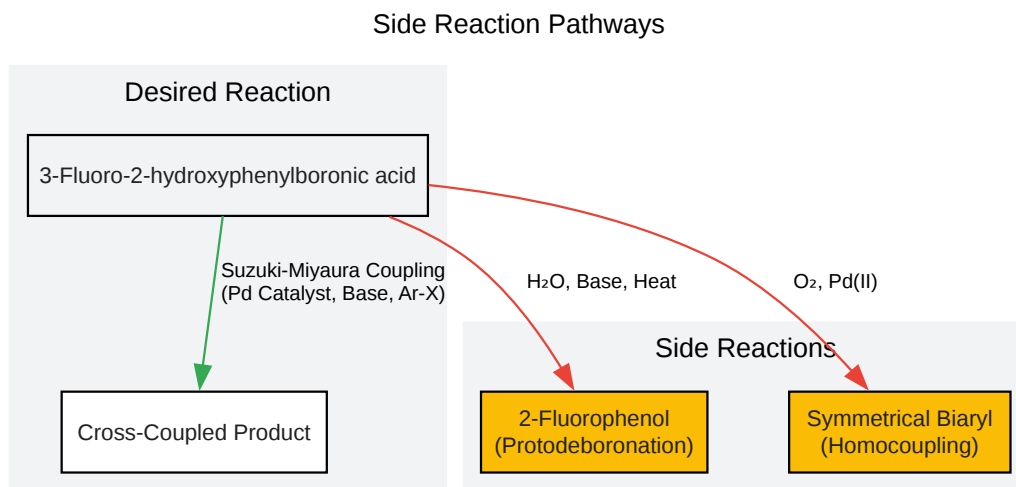 Side Reaction Pathways
Desired Reaction
3-Fluoro-2-hydroxyphenylboronic acid
Suzuki-Miyaura Coupling
(Pd Catalyst, Base, Ar-X)
H₂O, Base, Heat
O₂, Pd(II)
Side Reactions
Cross-Coupled Product
2-Fluorophenol
(Protodeboronation)
Symmetrical Biaryl
(Homocoupling)